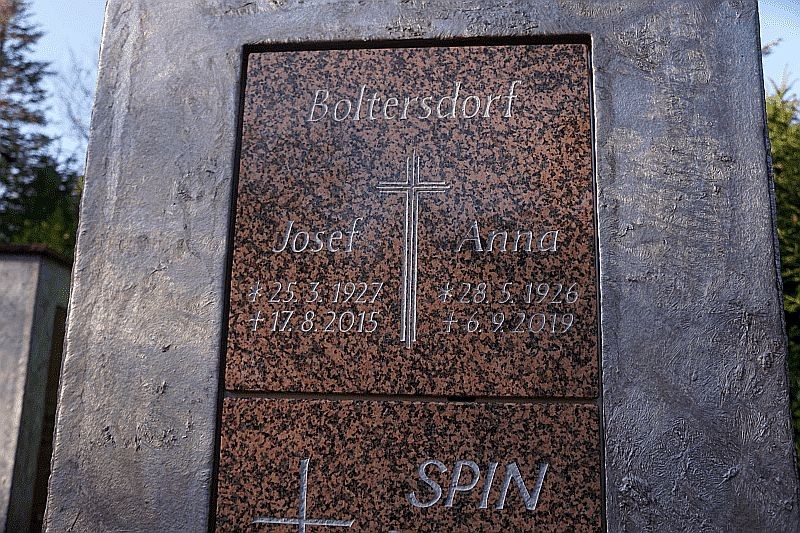 Boltersdorf
Josef Anna
* 25.3.1927 * 28.5.1926
+ 17.8.2015 + 6.9.2019
SPIN